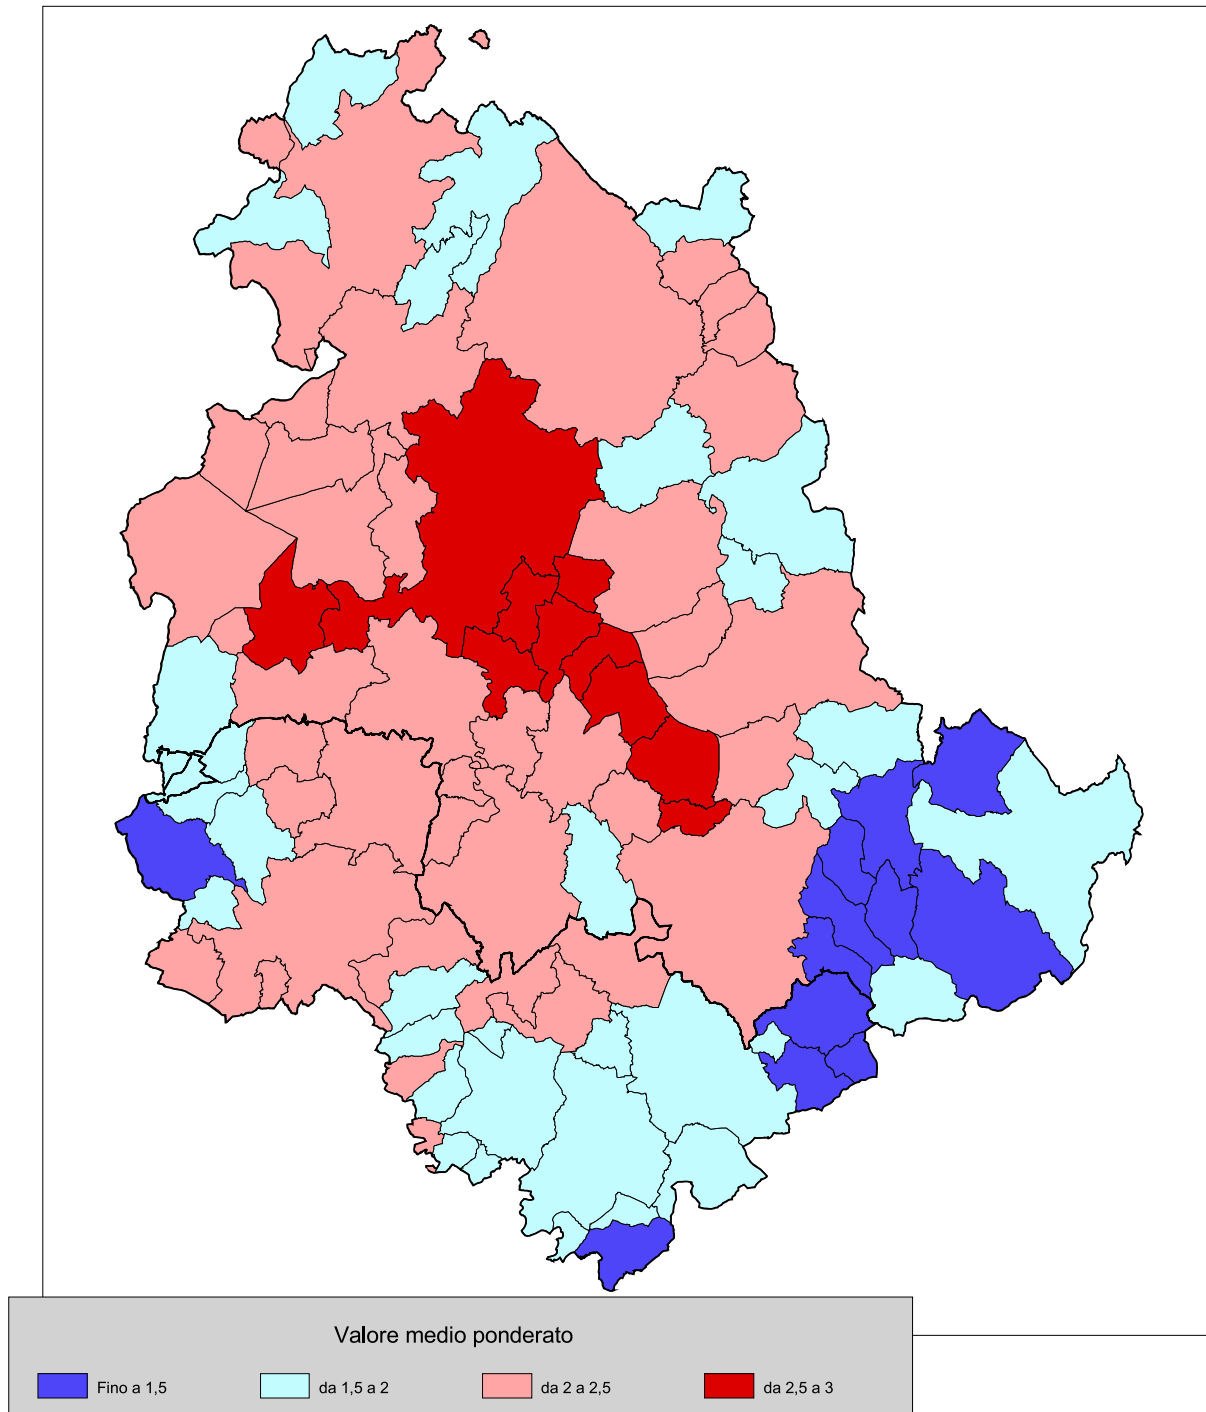 Valore medio ponderato
Fino a 1,5
da 1,5 a 2
da 2 a 2,5
da 2,5 a 3